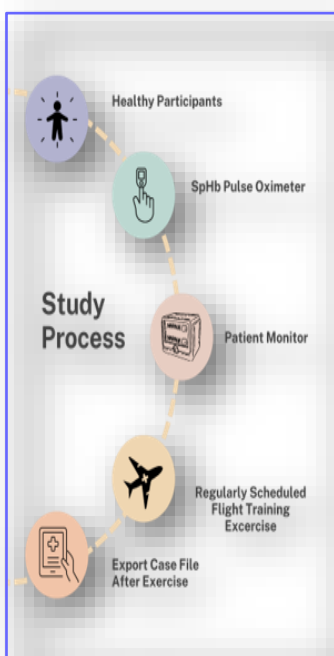 Healthy Participants
SpHb Pulse Oximeter
Study
Process
Patient Monitor
Regularly Scheduled
Flight Training
Excercise
Export Case File
After Exercise